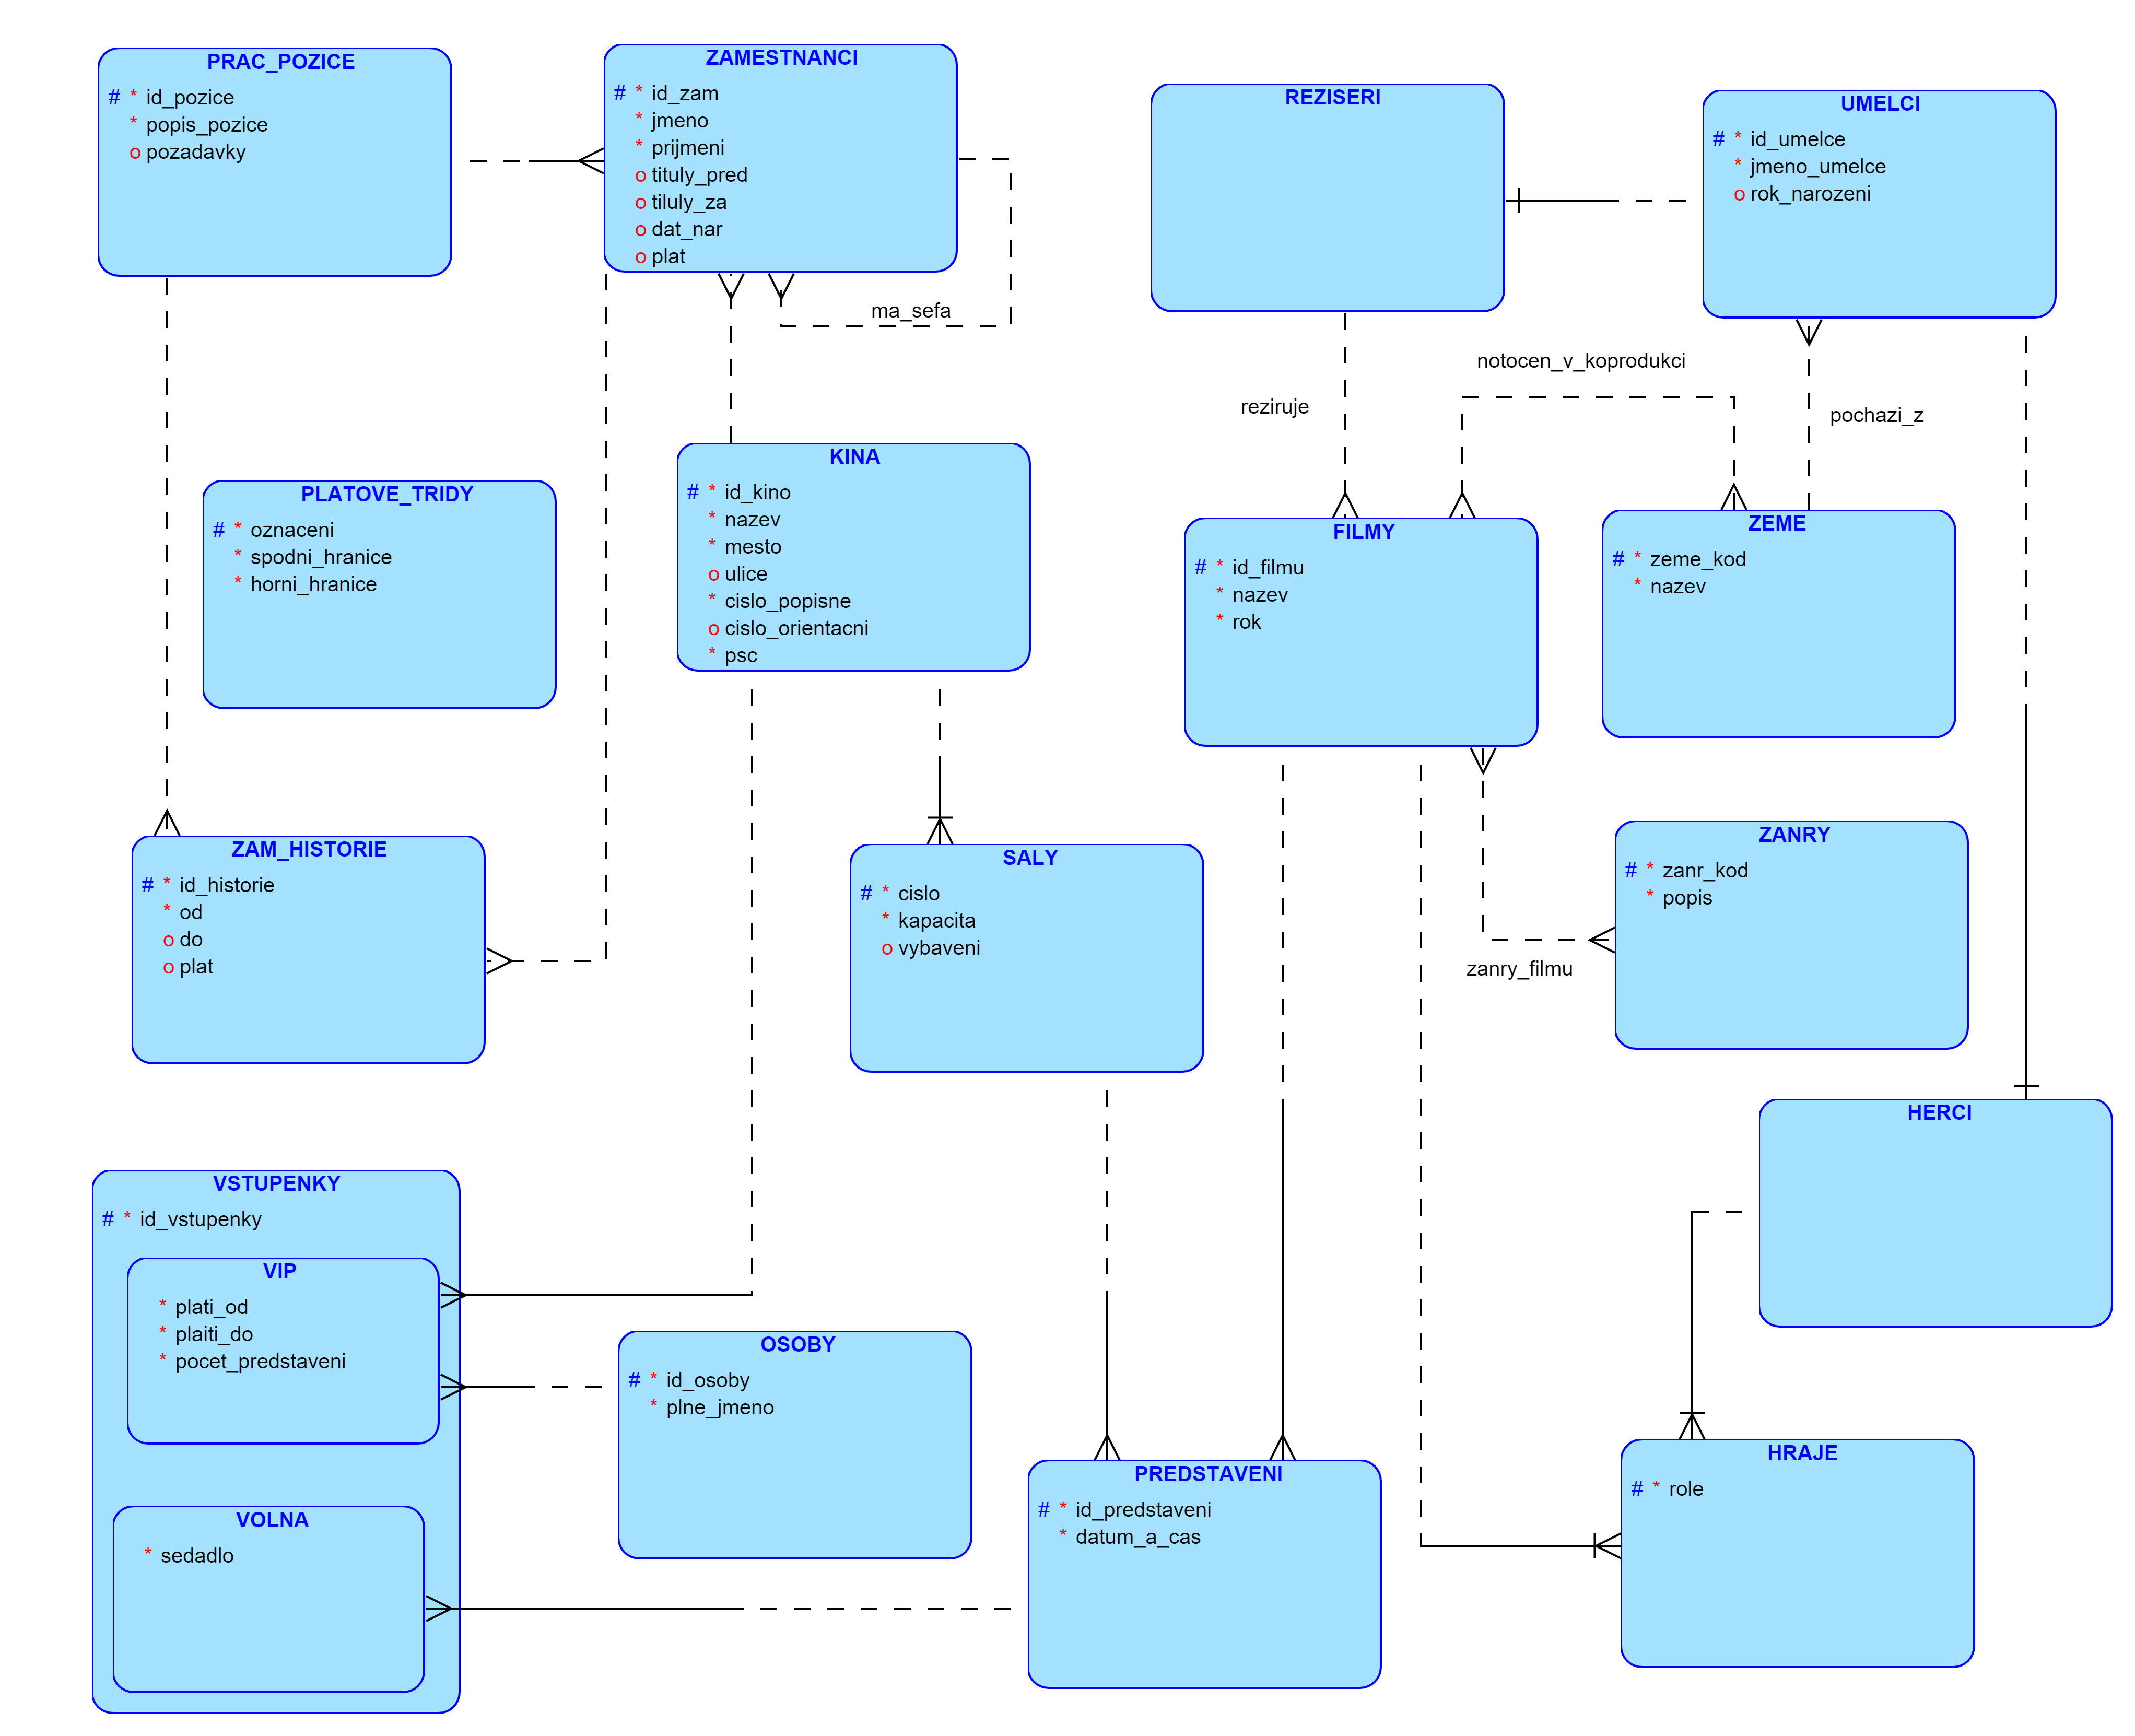 PRAC_POZICE
# * id_pozice
* popis_pozice
o pozadavky
ZAMESTNANCI
# * id_zam
* jmeno
* prijmeni
o tituly_pred
o tiluly_za
o dat_nar
o plat
ma_sefa
REZISERI
UMELCI
# * id_umelce
* jmeno_umelce
o rok_narozeni
notocen_v_koprodukci
reziruje
pochazi_z
PLATOVE_TRIDY
# * oznaceni
* spodni_hranice
* horni_hranice
KINA
# * id_kino
* nazev
* mesto
o ulice
* cislo_popisne
o cislo_orientacni
* psc
FILMY
# * id_filmu
* nazev
* rok
ZEME
# * zeme_kod
* nazev
ZAM_HISTORIE
# * id_historie
* od
o do
o plat
SALY
# * cislo
* kapacita
o vybaveni
ZANRY
# * zanr_kod
* popis
zanry_filmu
HERCI
VSTUPENKY
# * id_vstupenky
VIP
* plati_od
* plaiti_do
* pocet_predstaveni
VOLNA
* sedadlo
OSOBY
# * id_osoby
* plne_jmeno
PREDSTAVENI
# * id_predstaveni
* datum_a_cas
HRAJE
# * role